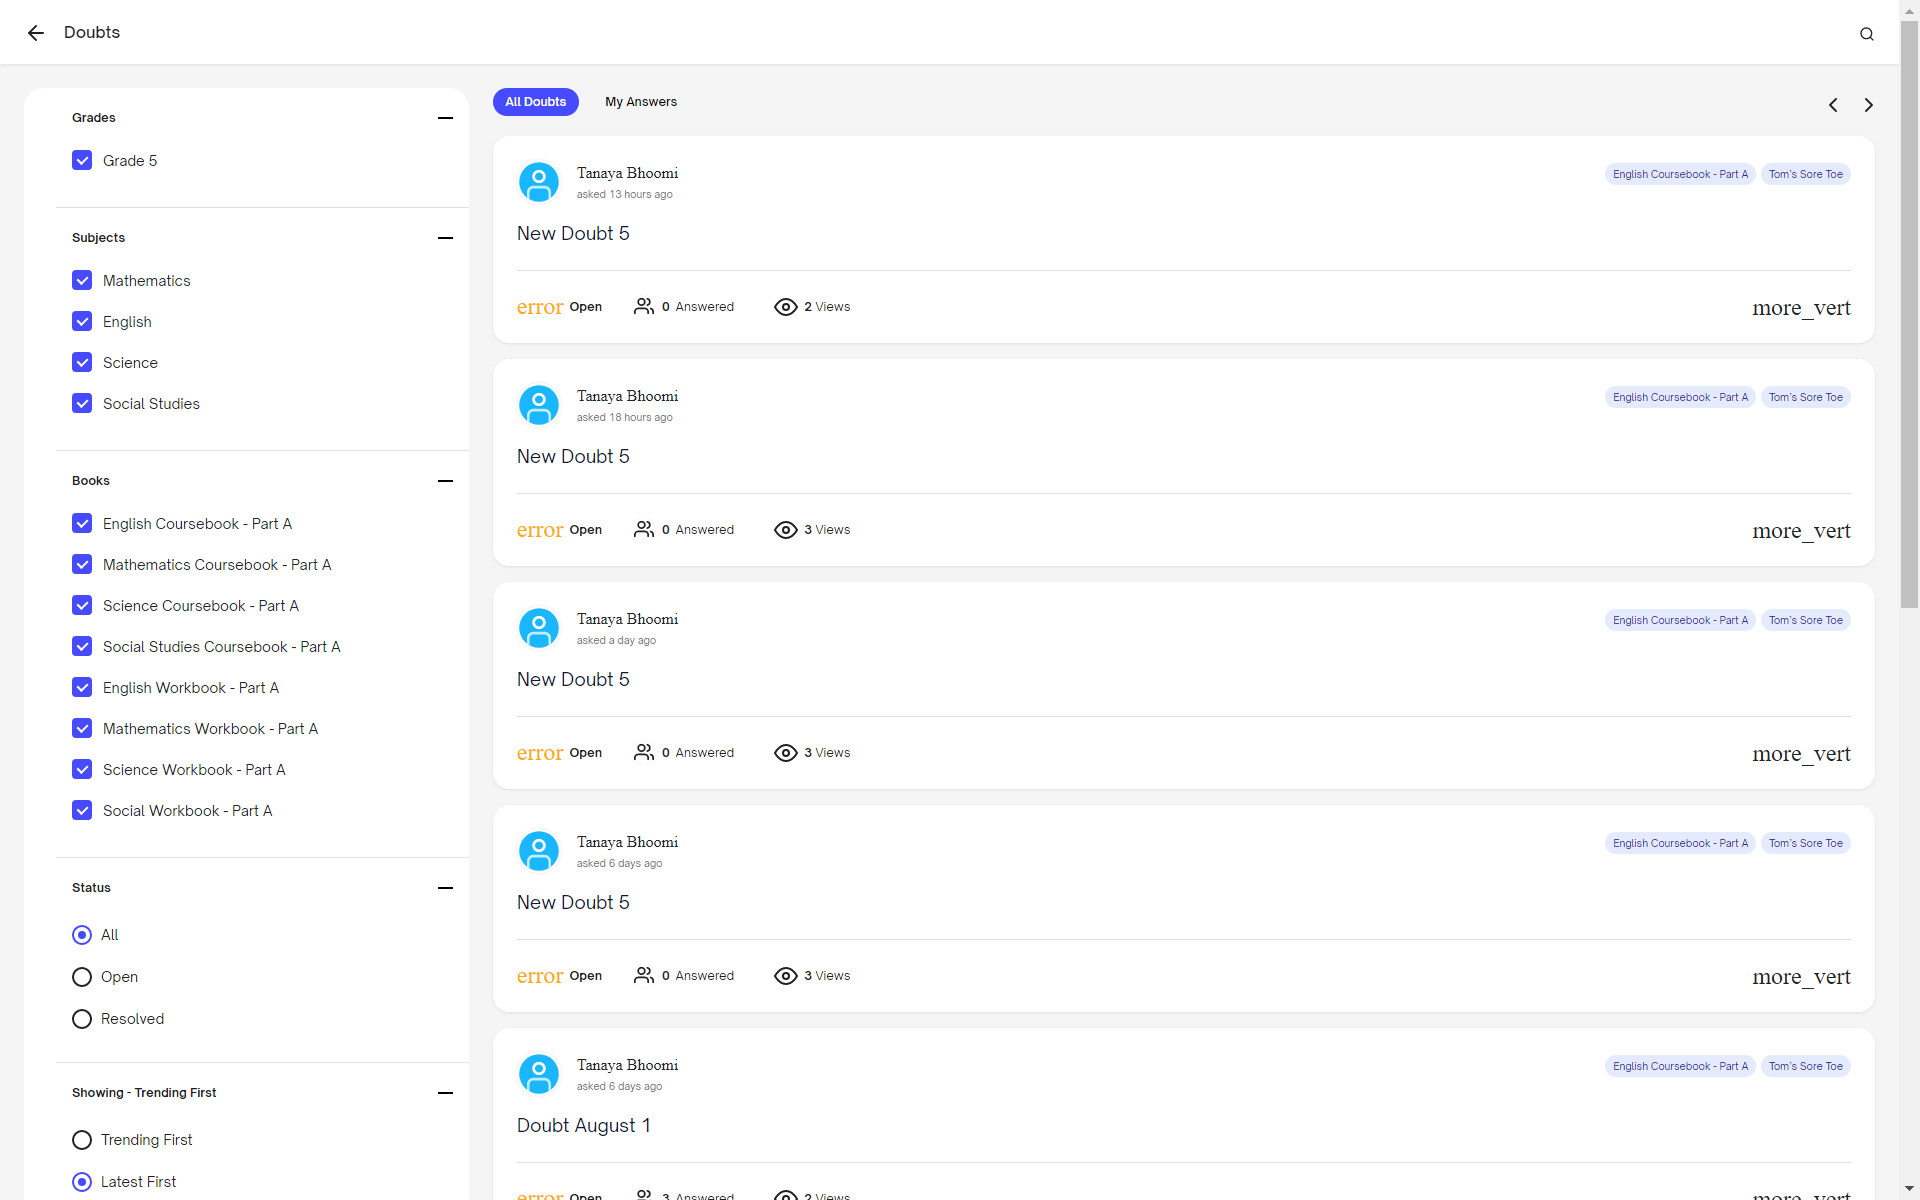 Doubts
Grades
Grade 5
Subjects
Mathematics
English
Science
Social Studies
Books
English Coursebook - Part A
Mathematics Coursebook - Part A
Science Coursebook - Part A
Social Studies Coursebook - Part A
English Workbook - Part A
Mathematics Workbook - Part A
Science Workbook - Part A
Social Workbook - Part A
Status
All
Open
Resolved
Showing - Trending First
Trending First
Latest First
All Doubts My Answers
Tanaya Bhoomi English Coursebook - Part A Tom's Sore Toe
asked 13 hours ago
New Doubt 5
error Open 0 Answered 2 Views more_vert
Tanaya Bhoomi English Coursebook - Part A Tom's Sore Toe
asked 18 hours ago
New Doubt 5
error Open 0 Answered 3 Views more_vert
Tanaya Bhoomi English Coursebook - Part A Tom's Sore Toe
asked a day ago
New Doubt 5
error Open 0 Answered 3 Views more_vert
Tanaya Bhoomi English Coursebook - Part A Tom's Sore Toe
asked 6 days ago
New Doubt 5
error Open 0 Answered 3 Views more_vert
Tanaya Bhoomi English Coursebook - Part A Tom's Sore Toe
asked 6 days ago
Doubt August 1
error Open 3 Answered 2 Views more_vert